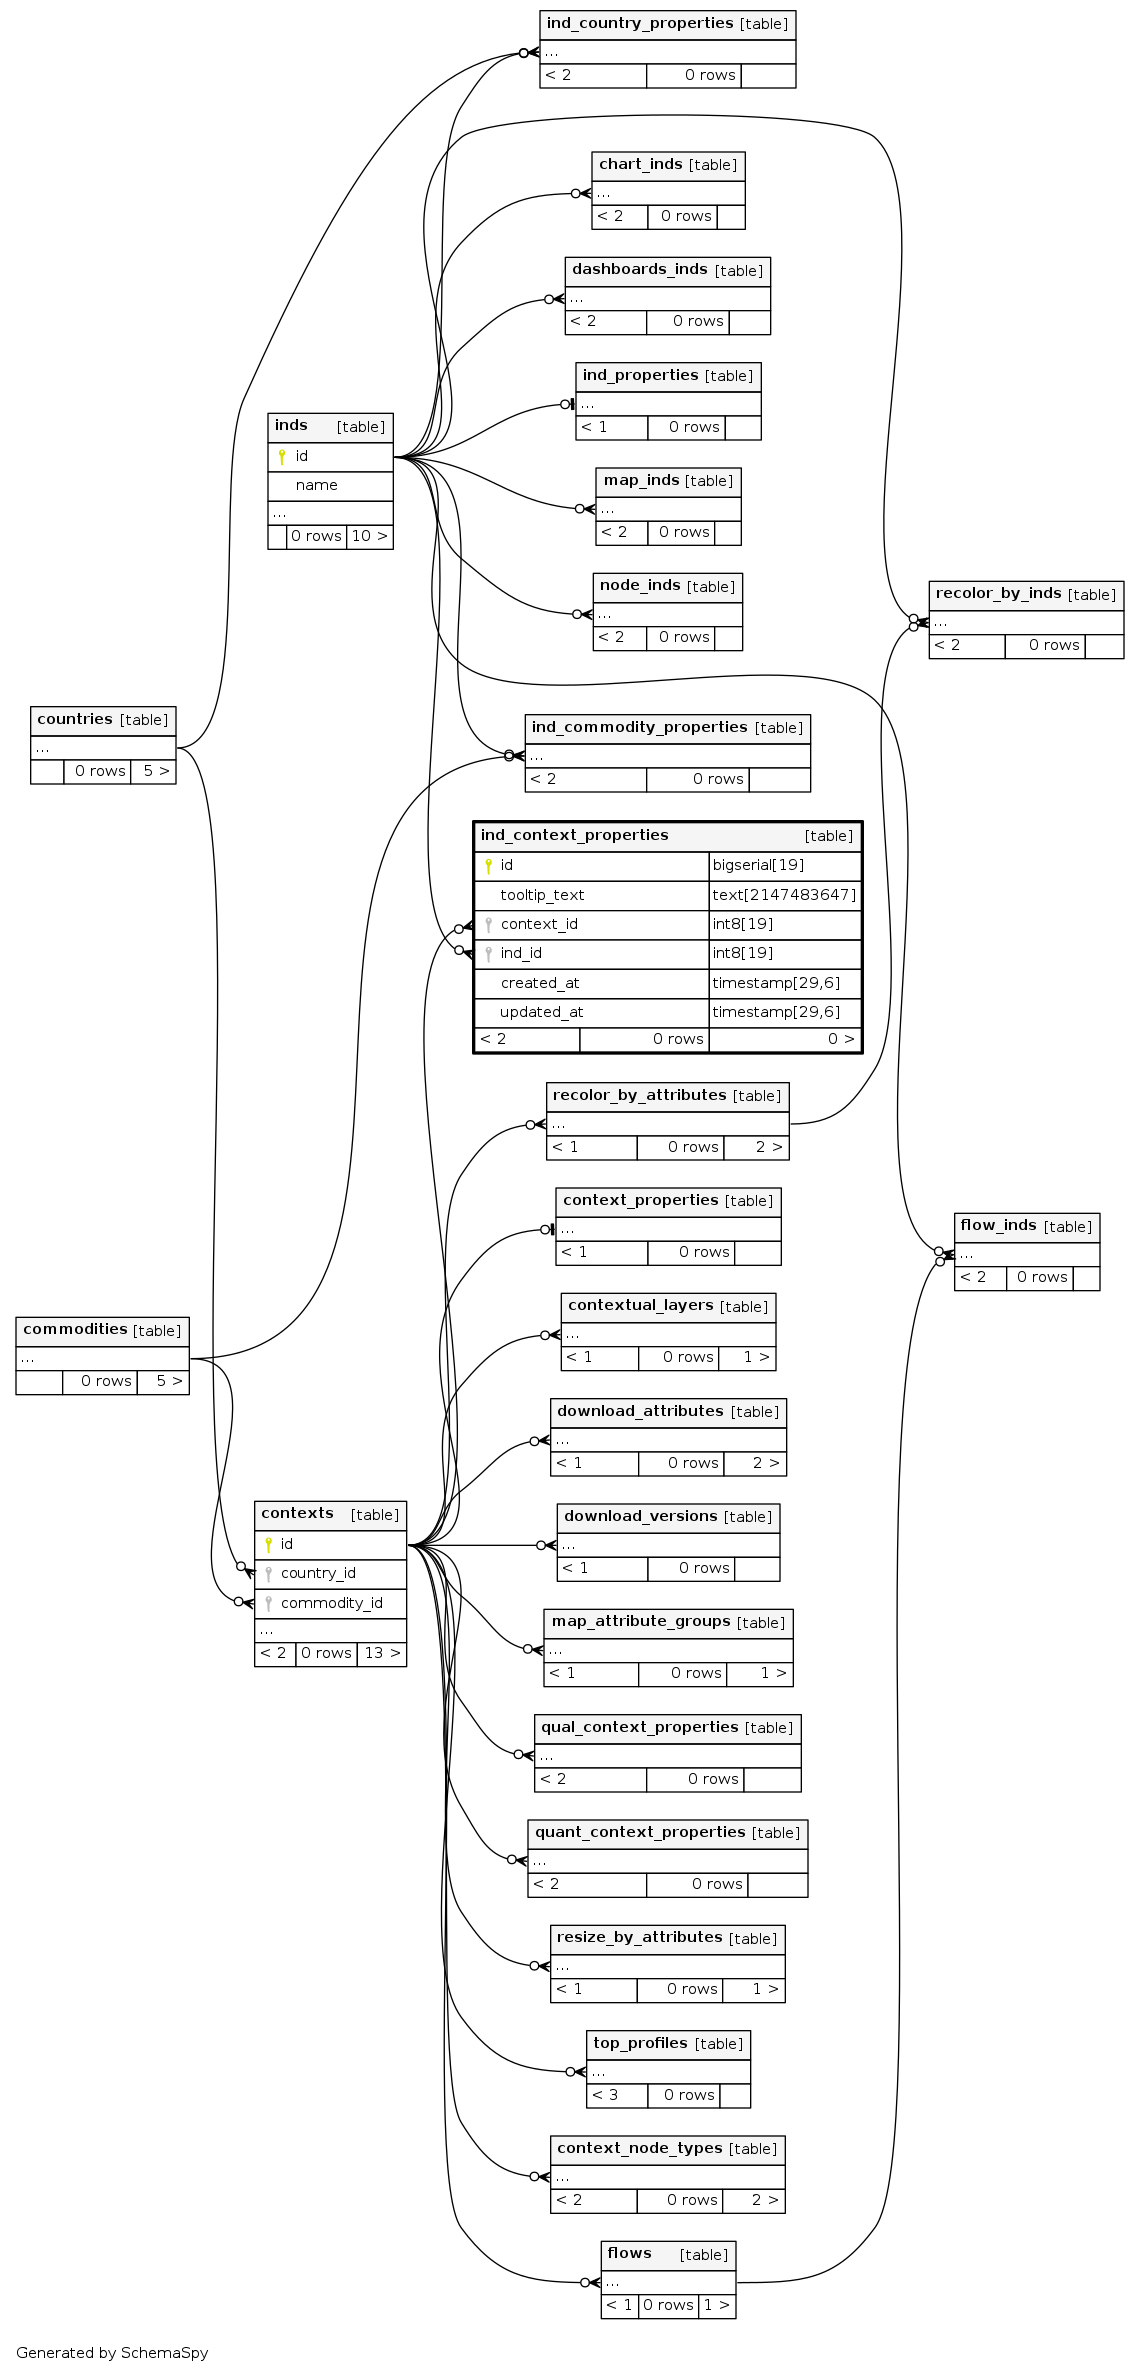 ind_country_properties [table]
...
< 2 0 rows
chart_inds [table]
...
< 2 0 rows
dashboards_inds [table]
...
< 2 0 rows
ind_properties [table]
...
< 1 0 rows
inds [table]
id
name
...
0 rows 10 >
map_inds [table]
...
< 2 0 rows
node_inds [table]
...
< 2 0 rows
recolor_by_inds [table]
...
< 2 0 rows
countries [table]
...
0 rows 5 >
ind_commodity_properties [table]
...
< 2 0 rows
ind_context_properties [table]
id bigserial[19]
tooltip_text text[2147483647]
context_id int8[19]
ind_id int8[19]
created_at timestamp[29,6]
updated_at timestamp[29,6]
< 2 0 rows 0 >
recolor_by_attributes [table]
...
< 1 0 rows 2 >
context_properties [table]
...
< 1 0 rows
flow_inds [table]
...
< 2 0 rows
contextual_layers [table]
...
< 1 0 rows 1 >
commodities [table]
...
0 rows 5 >
download_attributes [table]
...
< 1 0 rows 2 >
contexts [table]
id
country_id
commodity_id
...
< 2 0 rows 13 >
download_versions [table]
...
< 1 0 rows
map_attribute_groups [table]
...
< 1 0 rows 1 >
qual_context_properties [table]
...
< 2 0 rows
quant_context_properties [table]
...
< 2 0 rows
resize_by_attributes [table]
...
< 1 0 rows 1 >
top_profiles [table]
...
< 3 0 rows
context_node_types [table]
...
< 2 0 rows 2 >
flows [table]
...
< 1 0 rows 1 >
Generated by SchemaSpy